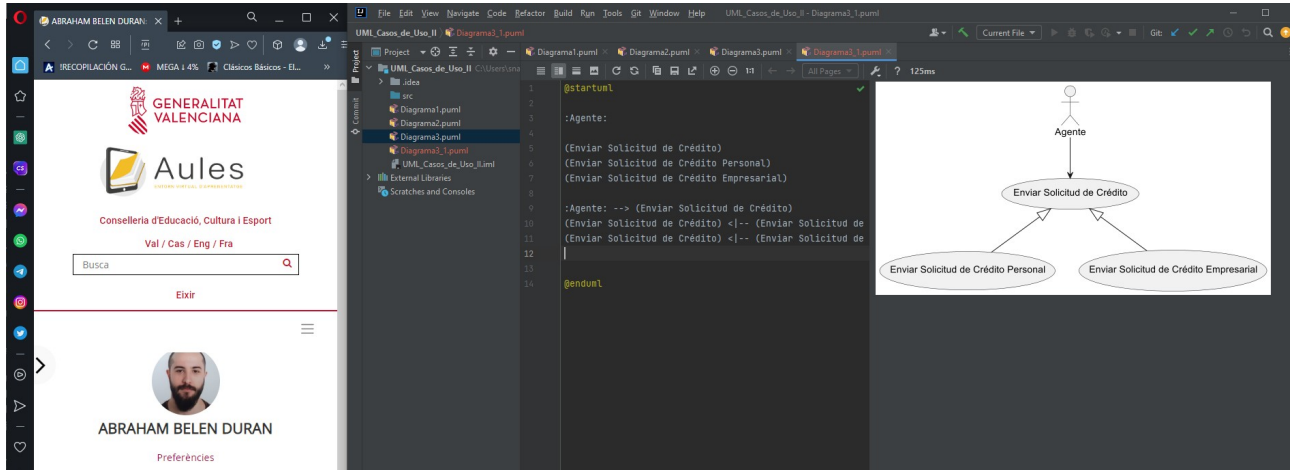 ABRAHAM BELEN DURAN:
File Edit View Navigate Code Refactor Build Run Tools Git Window Help UML_Casos_de_Uso_II - Diagrama3_1.puml
UML_Casos_de_Uso_II Diagrama3_1.puml
Current File
Git:
!RECOPILACIÓN G... MEGA ↓ 4% Clásicos Básicos - El... »
Project
Diagrama1.puml
Diagrama2.puml
Diagrama3.puml
Diagrama3_1.puml
1:1 All Pages ? 125ms
Project
Commit
UML_Casos_de_Uso_II C:\Users\sna
.idea
src
Diagrama1.puml
Diagrama2.puml
Diagrama3.puml
Diagrama3_1.puml
UML_Casos_de_Uso_II.iml
External Libraries
Scratches and Consoles
1 @startuml
2
3 :Agente:
4
5 (Enviar Solicitud de Crédito)
6 (Enviar Solicitud de Crédito Personal)
7 (Enviar Solicitud de Crédito Empresarial)
8
9 :Agente: --> (Enviar Solicitud de Crédito)
10 (Enviar Solicitud de Crédito) <|-- (Enviar Solicitud de
11 (Enviar Solicitud de Crédito) <|-- (Enviar Solicitud de
12
13
14 @enduml
Agente
Enviar Solicitud de Crédito
Enviar Solicitud de Crédito Personal
Enviar Solicitud de Crédito Empresarial
GENERALITAT
VALENCIANA
Aules
Conselleria d'Educació, Cultura i Esport
Val / Cas / Eng / Fra
Busca
Eixir
ABRAHAM BELEN DURAN
Preferències
CS